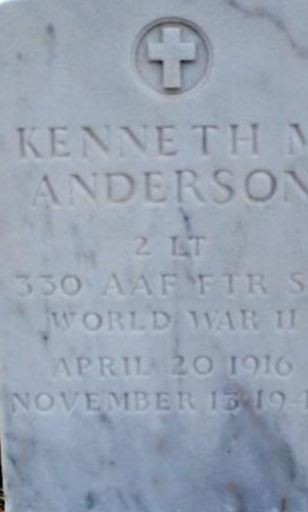 KENNETH M
ANDERSON
2 LT
330 AAF FTR S
WORLD WAR II
APRIL 20 1916
NOVEMBER 13 194